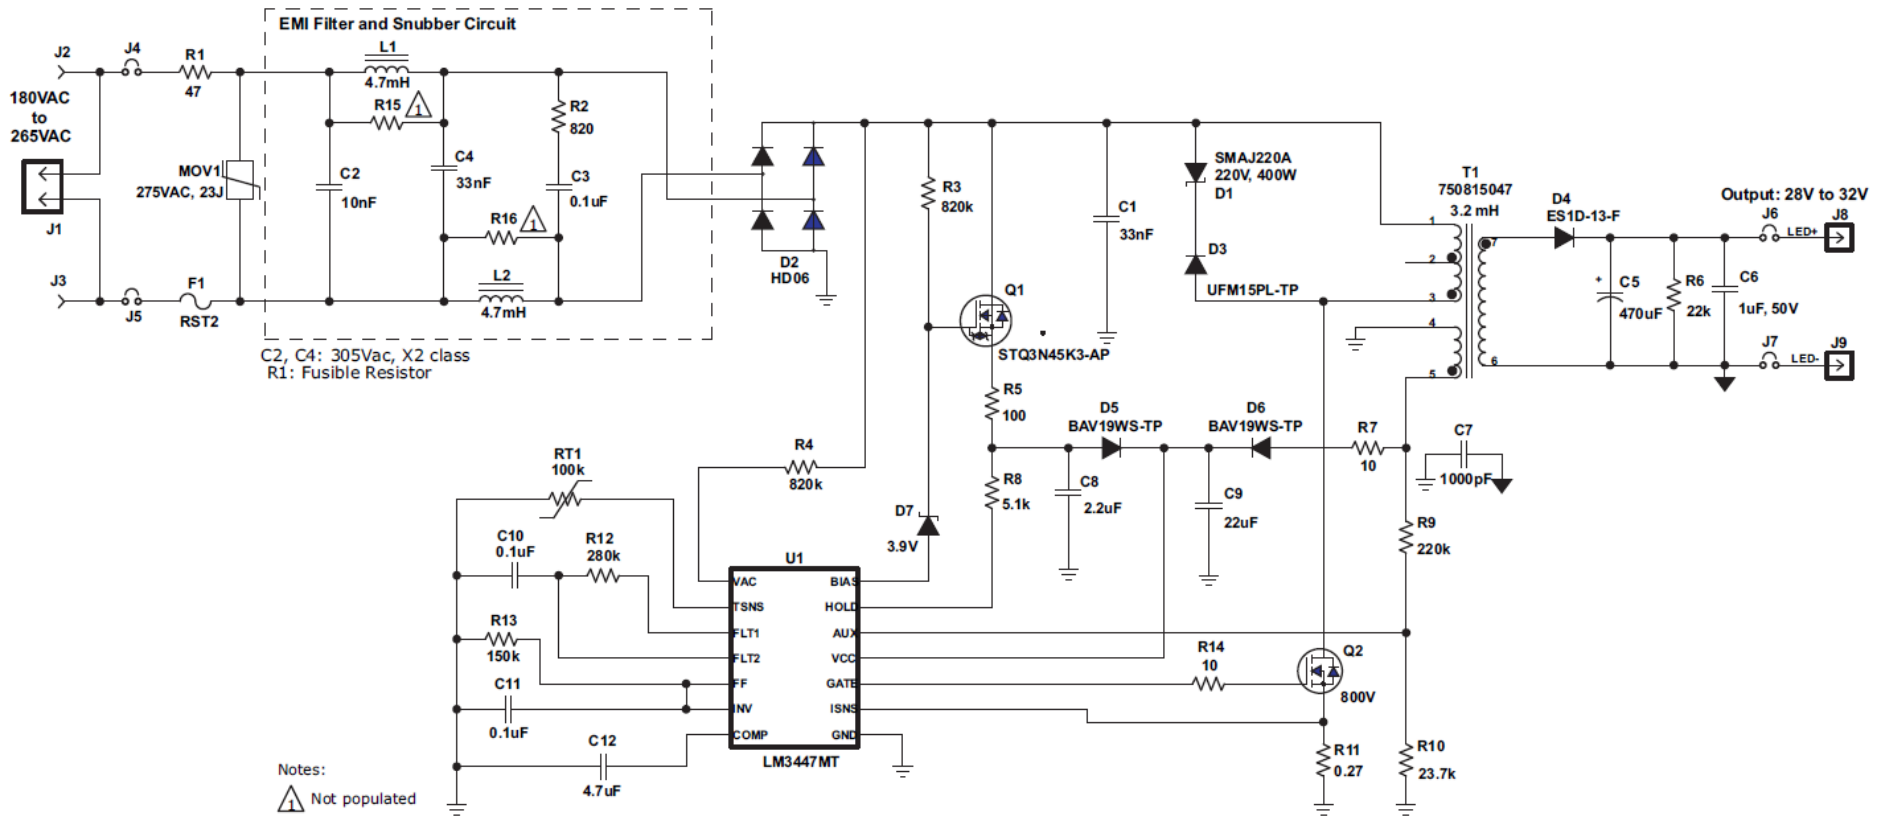 EMI Filter and Snubber Circuit
J2
J4
R1
47
L1
4.7mH
R15
1
180VAC
to
265VAC
J1
MOV1
275VAC, 23J
C2
10nF
C4
33nF
R2
820
C3
0.1uF
R16
1
J3
J5
F1
RST2
L2
4.7mH
D2
HD06
C2, C4: 305Vac, X2 class
R1: Fusible Resistor
R3
820k
C1
33nF
SMAJ220A
220V, 400W
D1
D3
UFM15PL-TP
Q1
STQ3N45K3-AP
T1
750815047
3.2 mH
1
2
3
4
5
7
6
D4
ES1D-13-F
Output: 28V to 32V
J6
LED+
J8
C5
+
470uF
R6
22k
C6
1uF, 50V
J7
LED-
J9
R5
100
D5
BAV19WS-TP
D6
BAV19WS-TP
R7
10
C7
1000pF
R4
820k
RT1
100k
R8
5.1k
C8
2.2uF
C9
22uF
D7
3.9V
R9
220k
C10
0.1uF
R12
280k
R13
150k
C11
0.1uF
C12
4.7uF
U1
VAC
TSNS
FLT1
FLT2
FF
INV
COMP
BIAS
HOLD
AUX
VCC
GATE
ISNS
GND
LM3447MT
R14
10
Q2
800V
R11
0.27
R10
23.7k
Notes:
1 Not populated